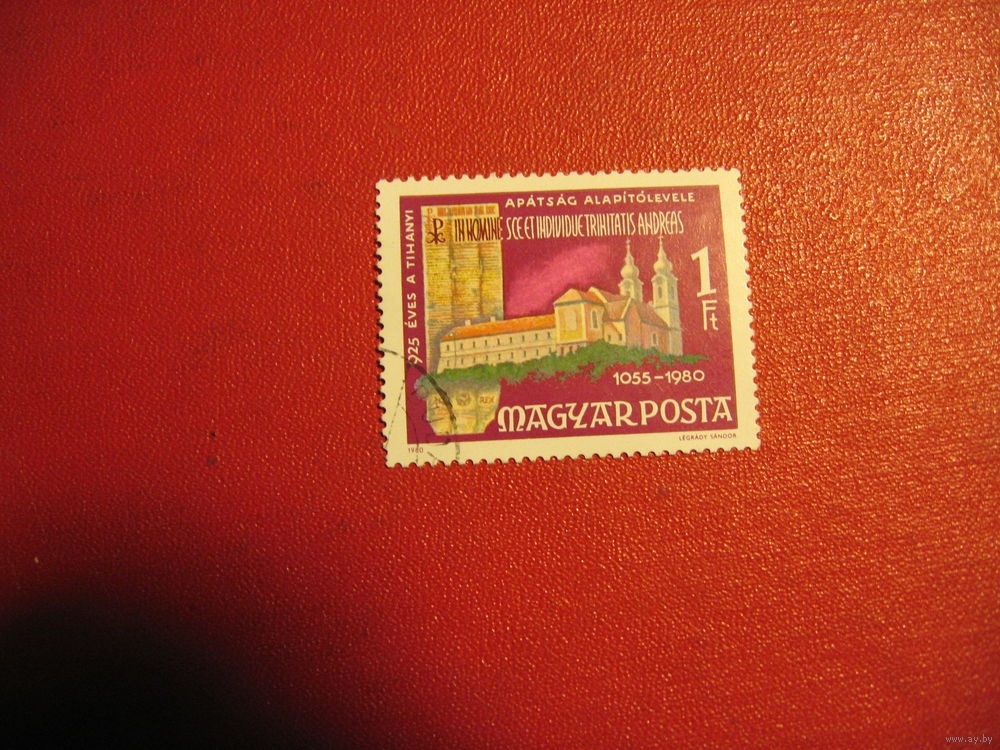 925 ÉVES A TIHANYI
APÁTSÁG ALAPÍTÓLEVELE
IN NOMINE SCE ET INDIVIDUE TRINITATIS ANDREAS
1
Ft
1055-1980
REX
MAGYAR POSTA
1980
LÉGRÁDY SÁNDOR
www.ay.by